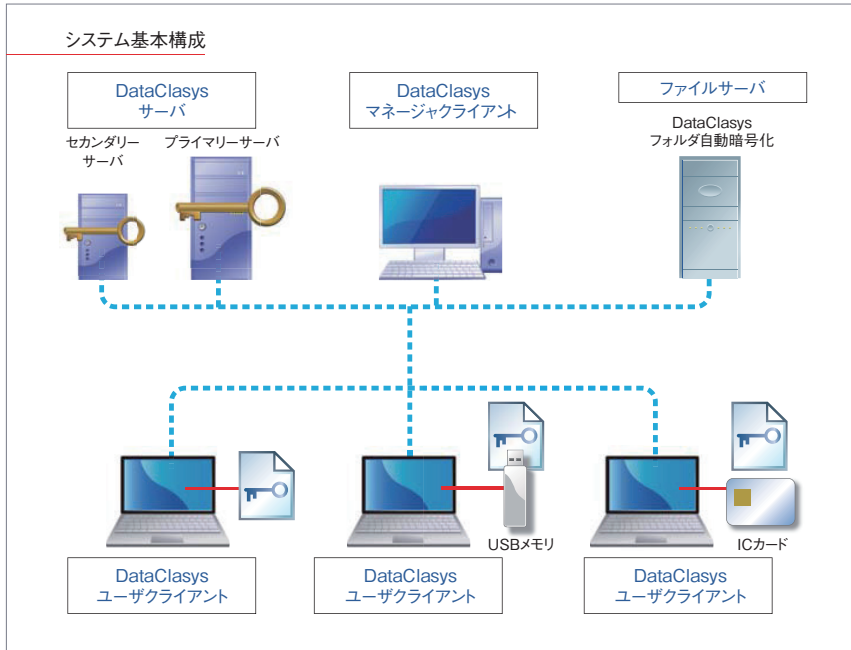 システム基本構成
DataClasys
サーバ
DataClasys
マネージャクライアント
ファイルサーバ
セカンダリー
サーバ
プライマリーサーバ
DataClasys
フォルダ自動暗号化
USBメモリ
ICカード
DataClasys
ユーザクライアント
DataClasys
ユーザクライアント
DataClasys
ユーザクライアント